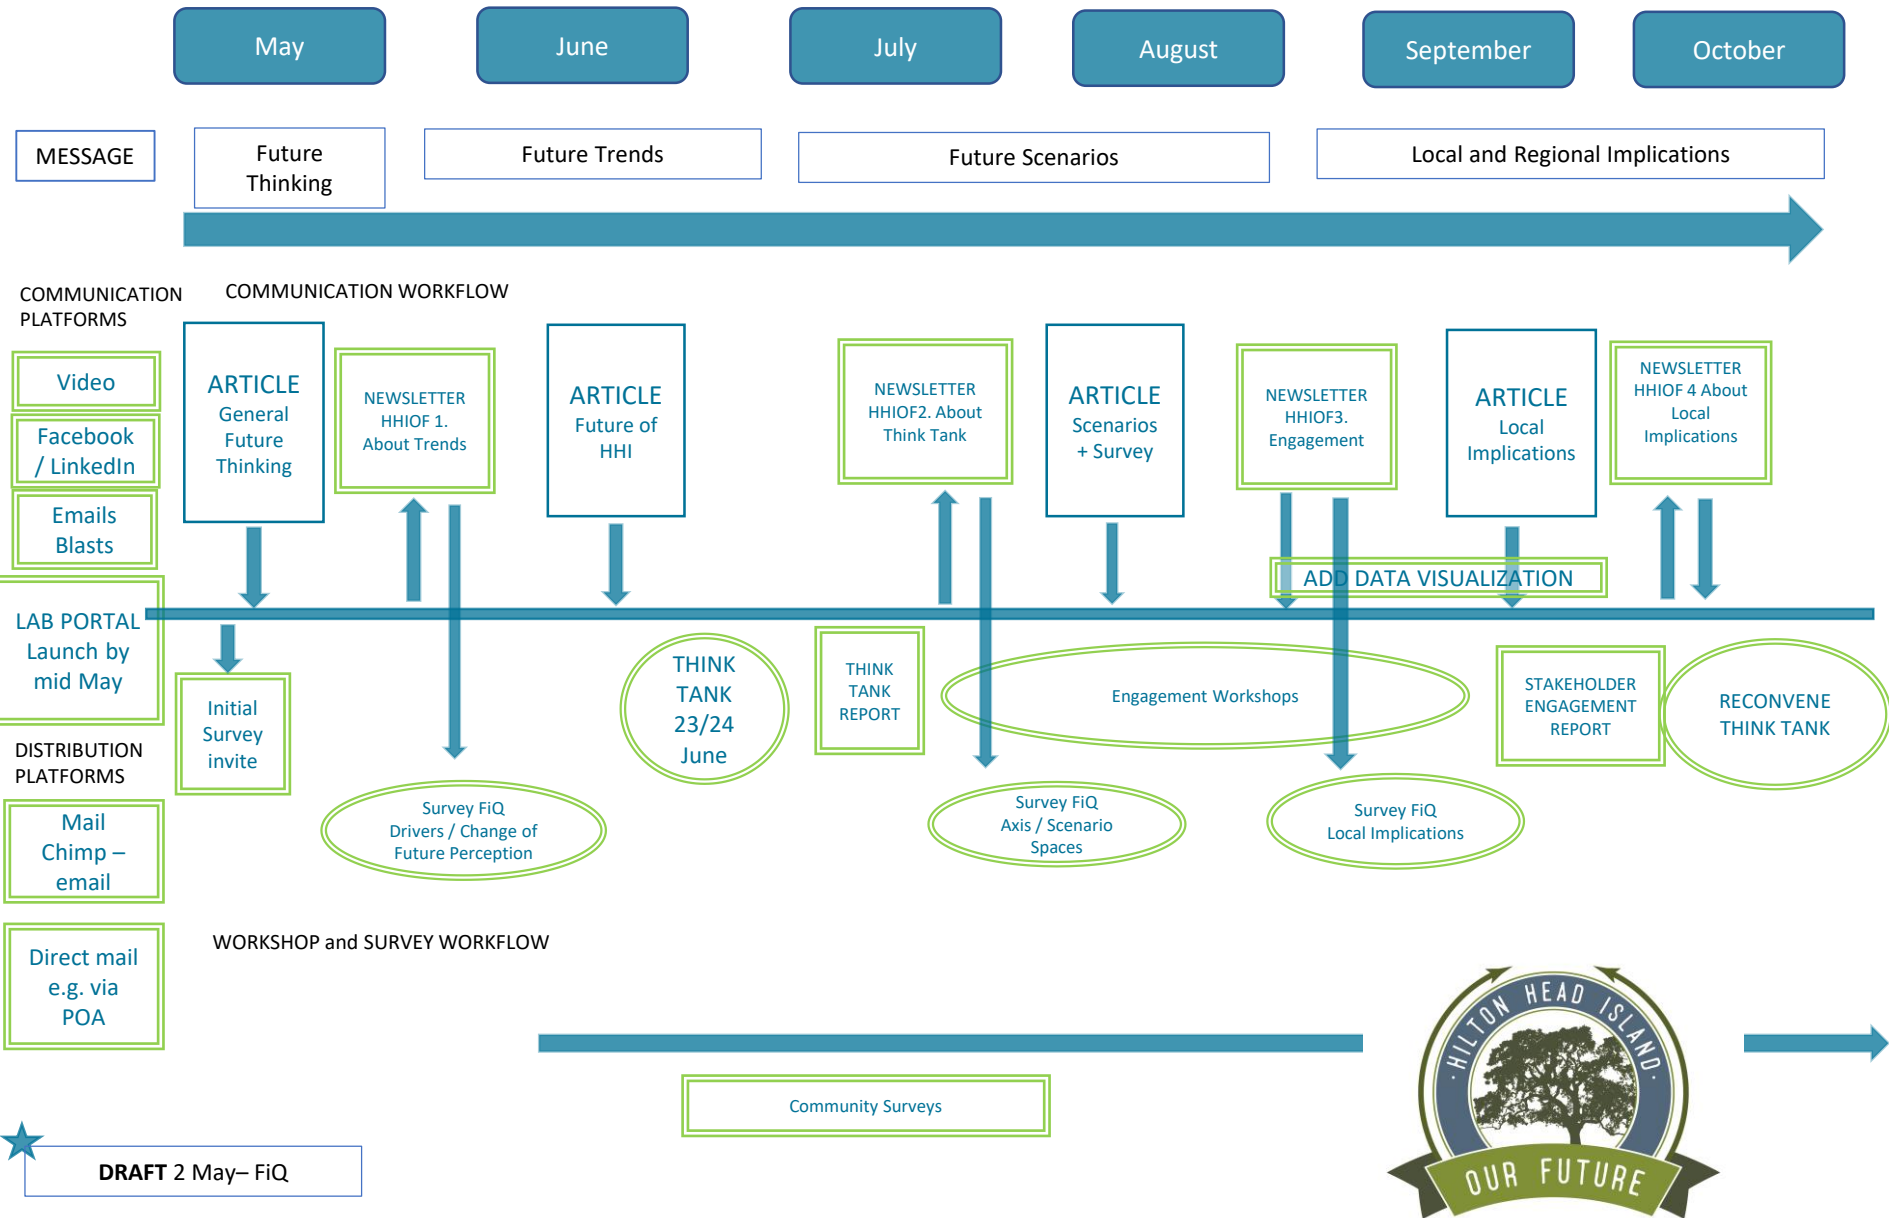 May
June
July
August
September
October
MESSAGE
Future
Thinking
Future Trends
Future Scenarios
Local and Regional Implications
COMMUNICATION
PLATFORMS
COMMUNICATION WORKFLOW
Video
Facebook
/ LinkedIn
Emails
Blasts
LAB PORTAL
Launch by
mid May
DISTRIBUTION
PLATFORMS
Mail
Chimp –
email
Direct mail
e.g. via
POA
ARTICLE
General
Future
Thinking
NEWSLETTER
HHIOF 1.
About Trends
ARTICLE
Future of
HHI
NEWSLETTER
HHIOF2. About
Think Tank
ARTICLE
Scenarios
+ Survey
NEWSLETTER
HHIOF3.
Engagement
ARTICLE
Local
Implications
NEWSLETTER
HHIOF 4 About
Local
Implications
ADD DATA VISUALIZATION
Initial
Survey
invite
THINK
TANK
23/24
June
THINK
TANK
REPORT
Engagement Workshops
STAKEHOLDER
ENGAGEMENT
REPORT
RECONVENE
THINK TANK
Survey FiQ
Drivers / Change of
Future Perception
Survey FiQ
Axis / Scenario
Spaces
Survey FiQ
Local Implications
WORKSHOP and SURVEY WORKFLOW
Community Surveys
DRAFT 2 May– FiQ
· HILTON HEAD ISLAND ·
OUR FUTURE